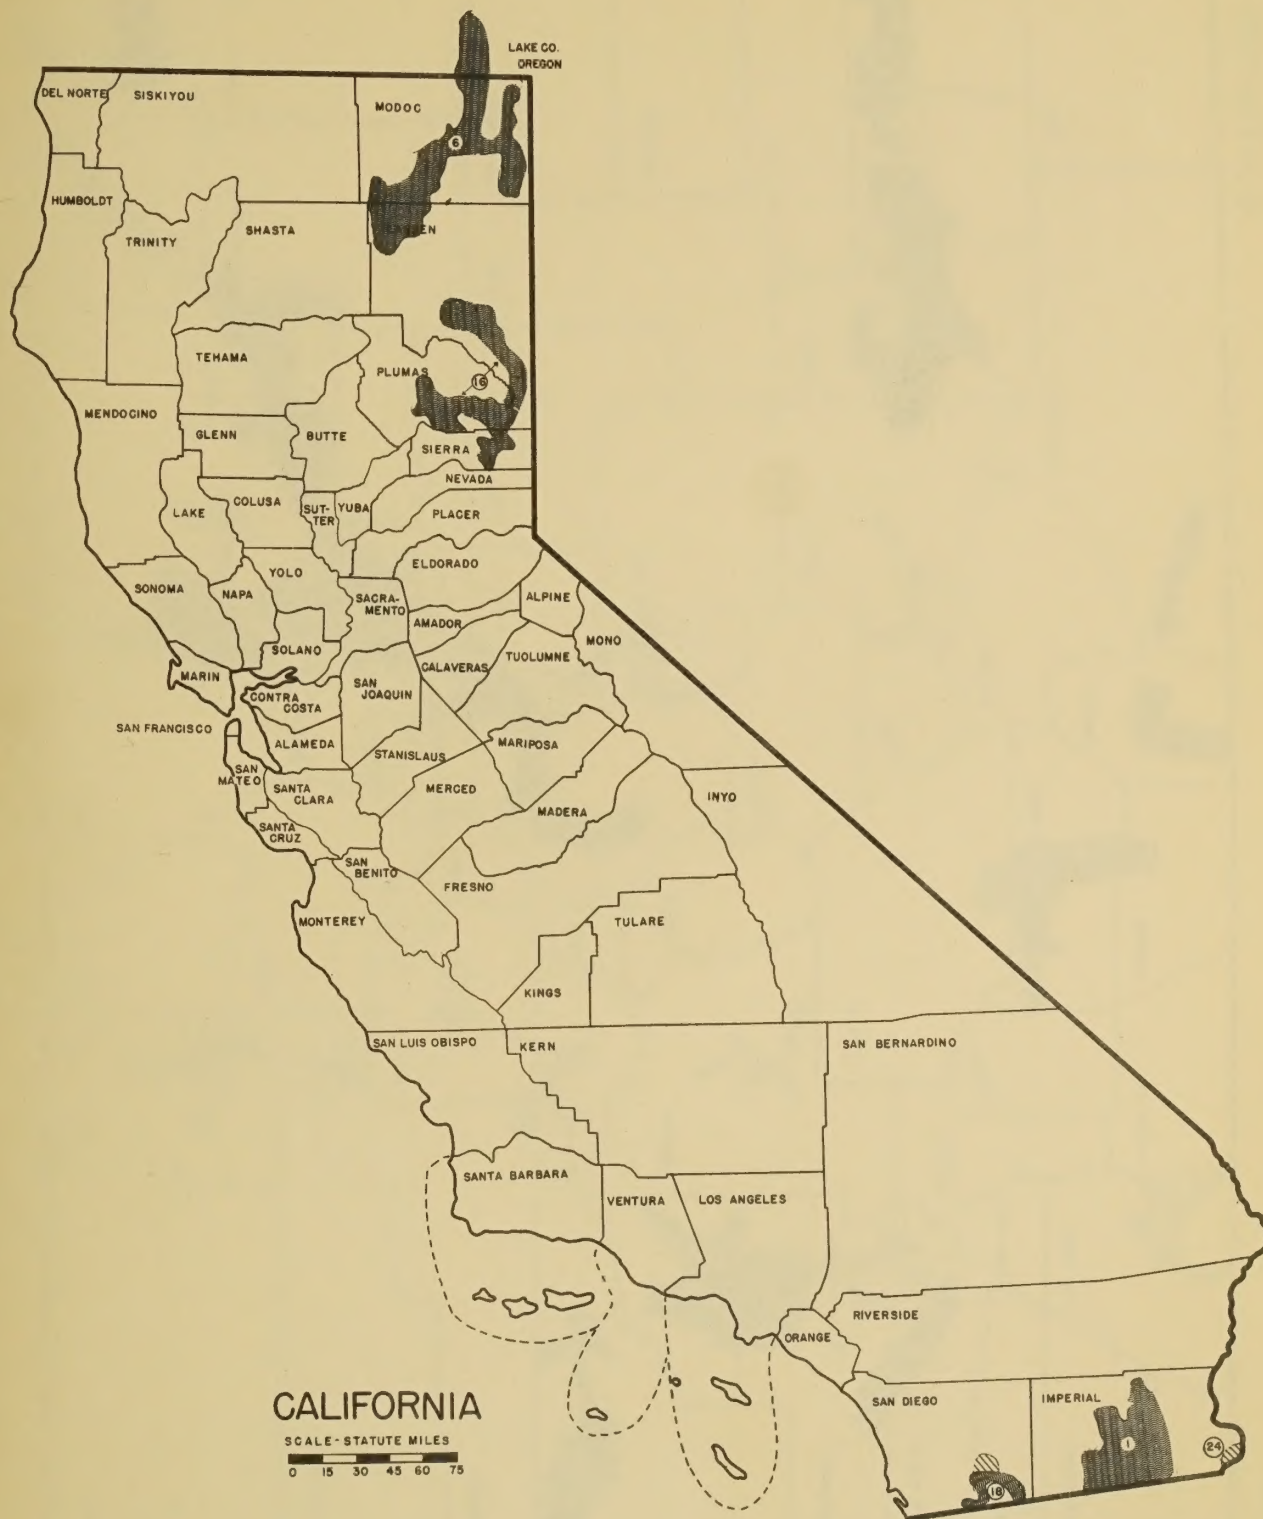 LAKE CO.
OREGON
DEL NORTE
SISKIYOU
MODOC
6
HUMBOLDT
TRINITY
SHASTA
TEHAMA
PLUMAS
16
MENDOCINO
GLENN
BUTTE
SIERRA
NEVADA
LAKE
COLUSA
SUT-
TER
YUBA
PLACER
ELDORADO
SONOMA
NAPA
YOLO
SACRA-
MENTO
ALPINE
AMADOR
SOLANO
MONO
CALAVERAS
TUOLUMNE
MARIN
SAN
JOAQUIN
CONTRA
COSTA
SAN FRANCISCO
ALAMEDA
STANISLAUS
MARIPOSA
SAN
MATEO
SANTA
CLARA
MERCED
INYO
MADERA
SANTA
CRUZ
SAN
BENITO
FRESNO
MONTEREY
TULARE
KINGS
SAN LUIS OBISPO
KERN
SAN BERNARDINO
SANTA BARBARA
VENTURA
LOS ANGELES
RIVERSIDE
ORANGE
SAN DIEGO
IMPERIAL
1
24
18
CALIFORNIA
SCALE-STATUTE MILES
0 15 30 45 60 75